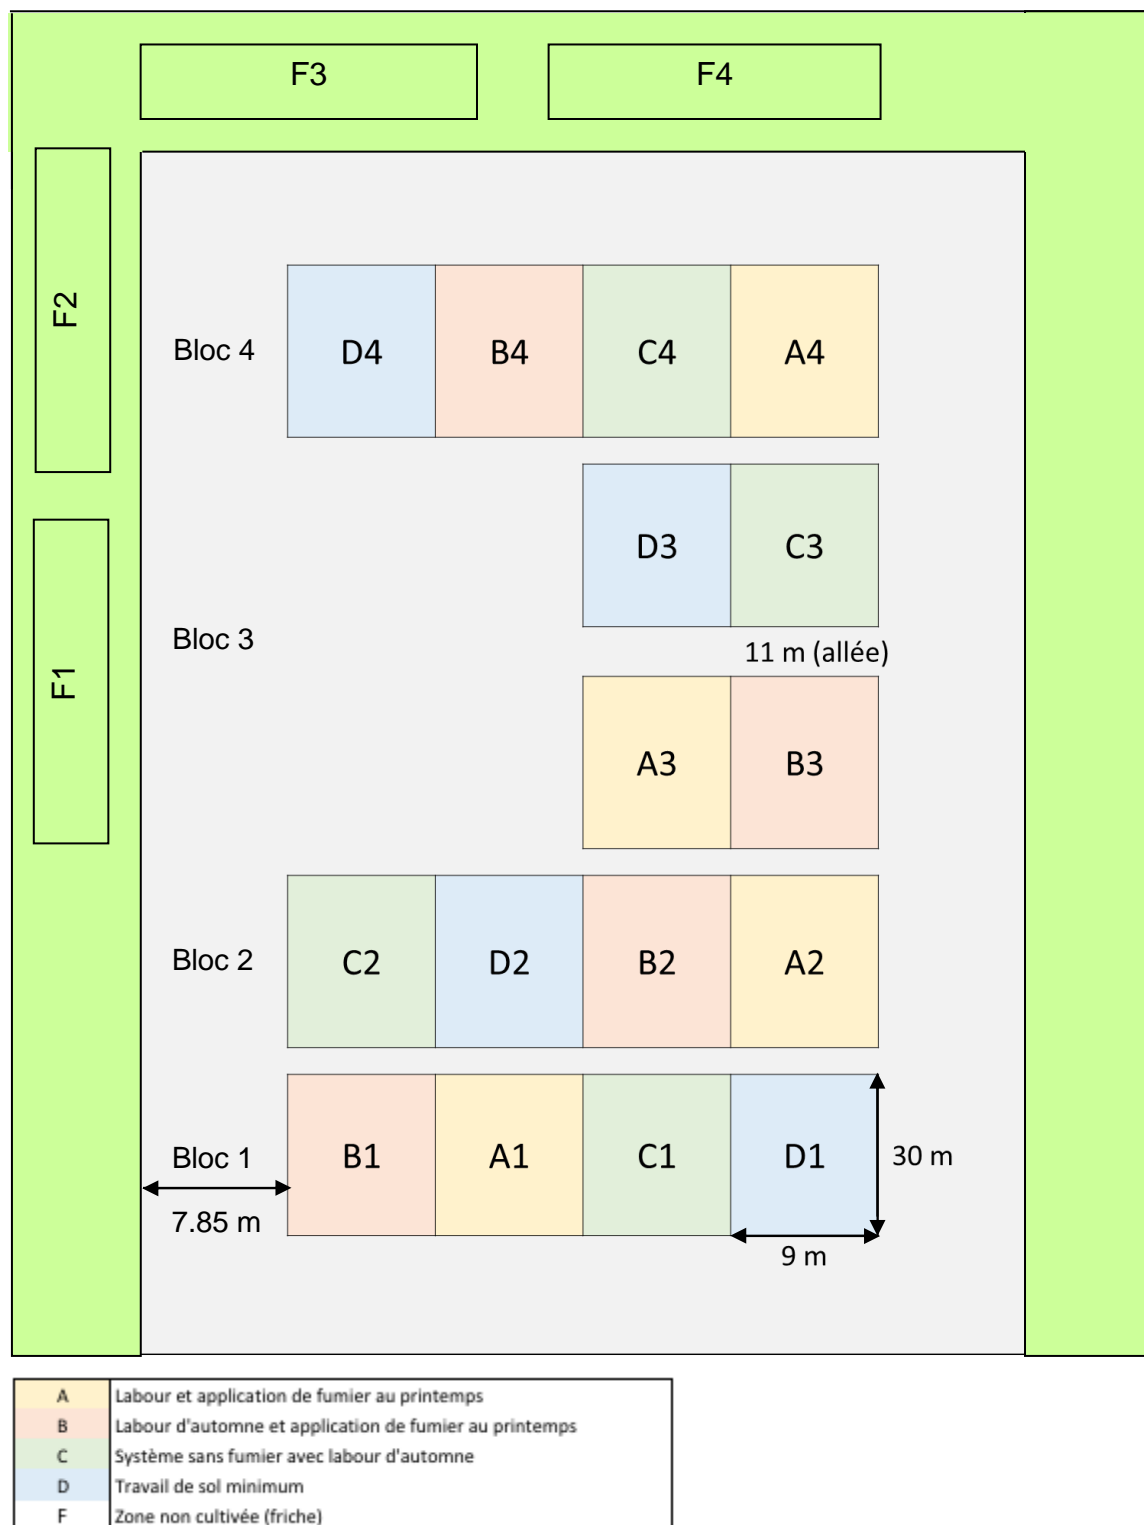 F3 F4
F2
Bloc 4 D4 B4 C4 A4
D3 C3
Bloc 3
11 m (allée)
F1
A3 B3
Bloc 2 C2 D2 B2 A2
Bloc 1 B1 A1 C1 D1 30 m
7.85 m
9 m
A Labour et application de fumier au printemps
B Labour d'automne et application de fumier au printemps
C Système sans fumier avec labour d'automne
D Travail de sol minimum
F Zone non cultivée (friche)